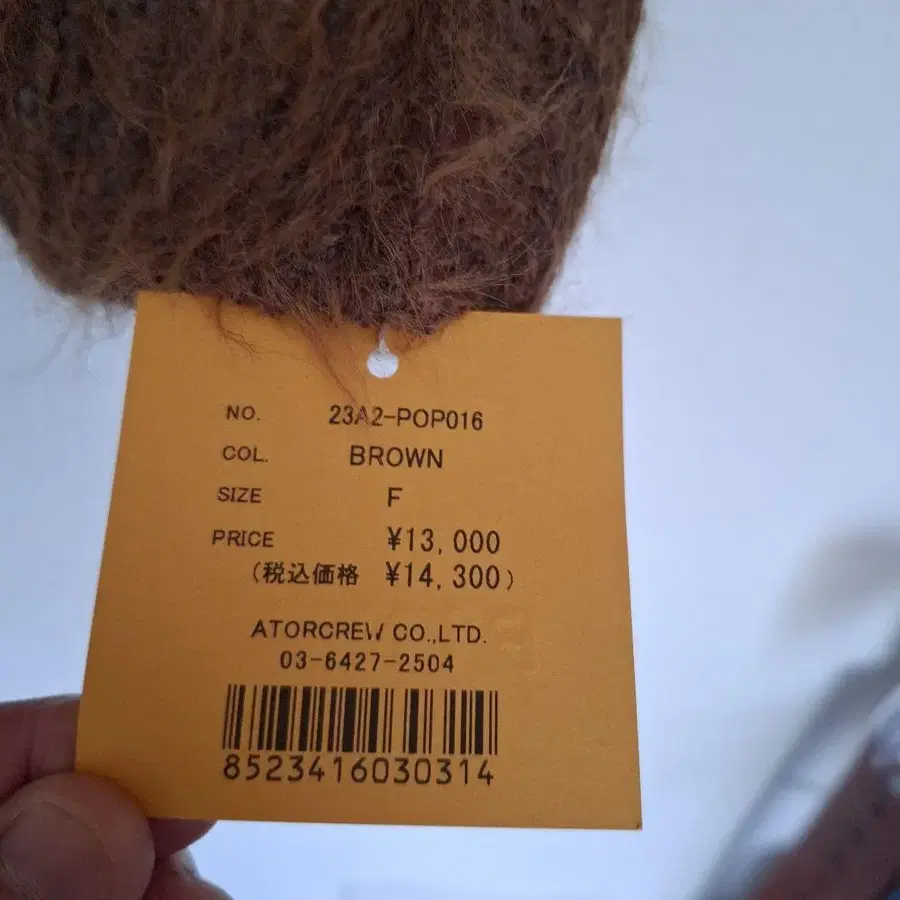 NO. 23A2-POP016
COL. BROWN
SIZE F
PRICE ¥13,000
(税込価格 ¥14,300)
ATORCREW CO.,LTD.
03-6427-2504
8523416030314